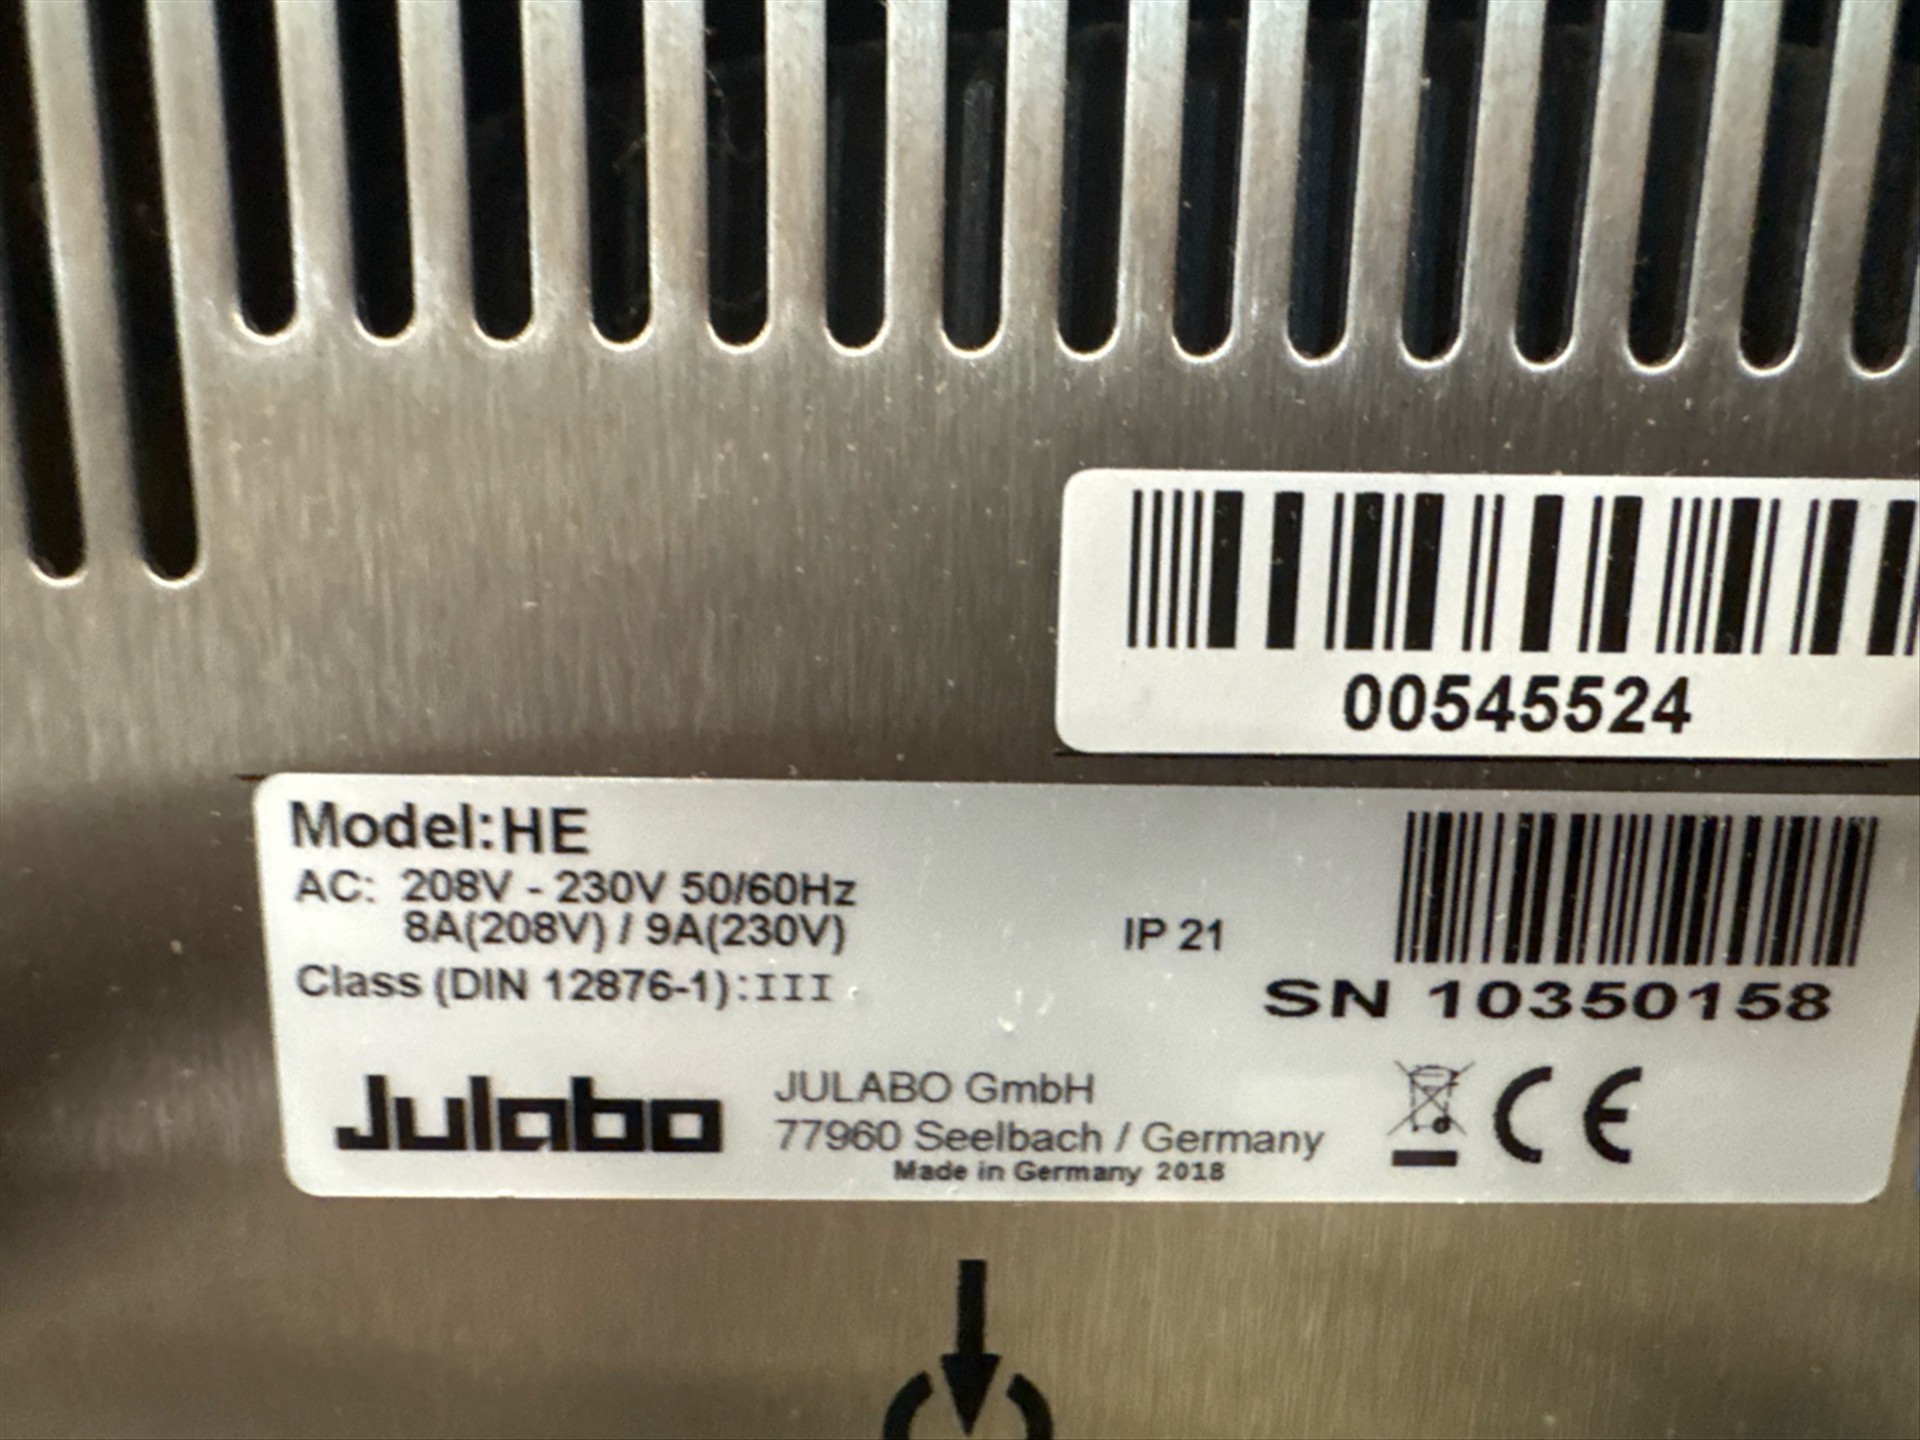 00545524
Model:HE
AC: 208V - 230V 50/60Hz
8A(208V) / 9A(230V)
IP 21
Class (DIN 12876-1):III
SN 10350158
Julabo
JULABO GmbH
77960 Seelbach / Germany
Made in Germany 2018
CE